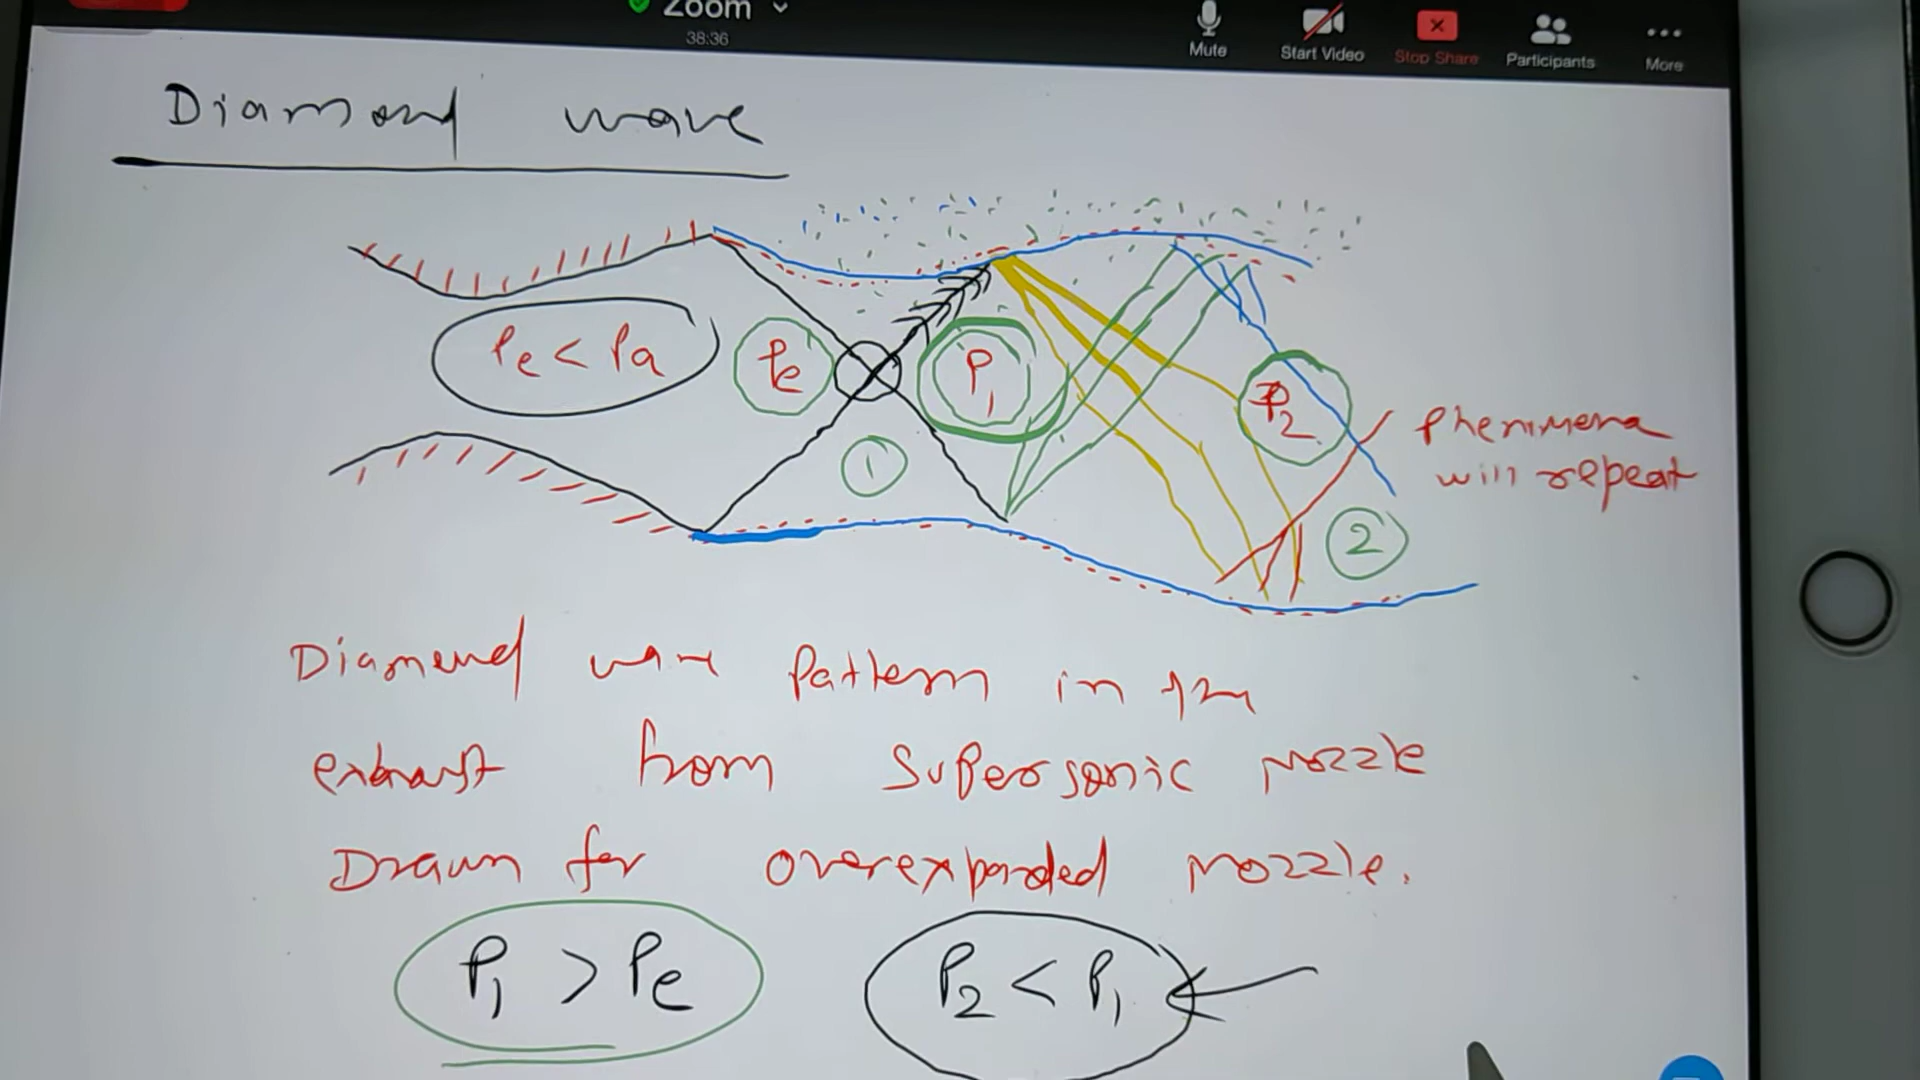 Zoom
38:36
Mute
Start Video
Stop Share
Participants
More
Diamond wave
Pe < Pa
Pe
P1
P2
Phenimena
will repeat
1
2
Diamond wave Pattern in the
exhaust from supersonic nozzle
Drawn for overexpanded nozzle.
P1 > Pe
P2 < P1